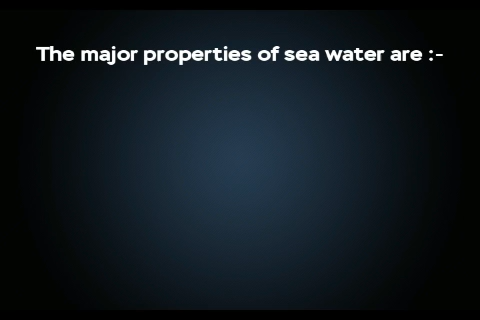 The major properties of sea water are :-